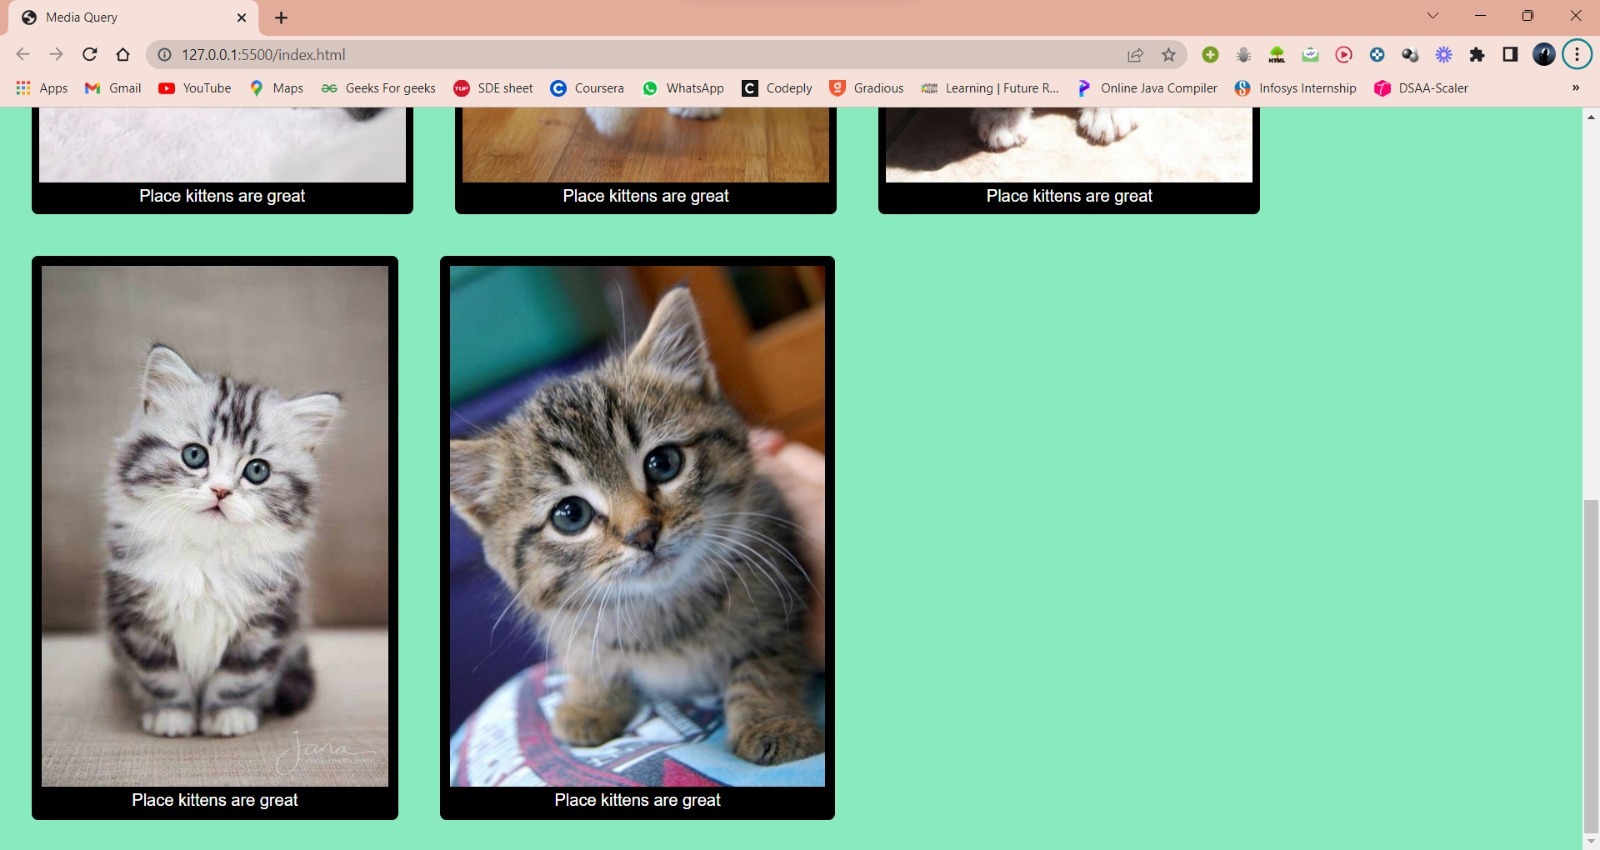 Media Query
127.0.0.1:5500/index.html
Apps Gmail YouTube Maps Geeks For geeks SDE sheet Coursera WhatsApp Codeply Gradious Learning | Future R... Online Java Compiler Infosys Internship DSAA-Scaler »
Place kittens are great Place kittens are great Place kittens are great
jana
Place kittens are great Place kittens are great